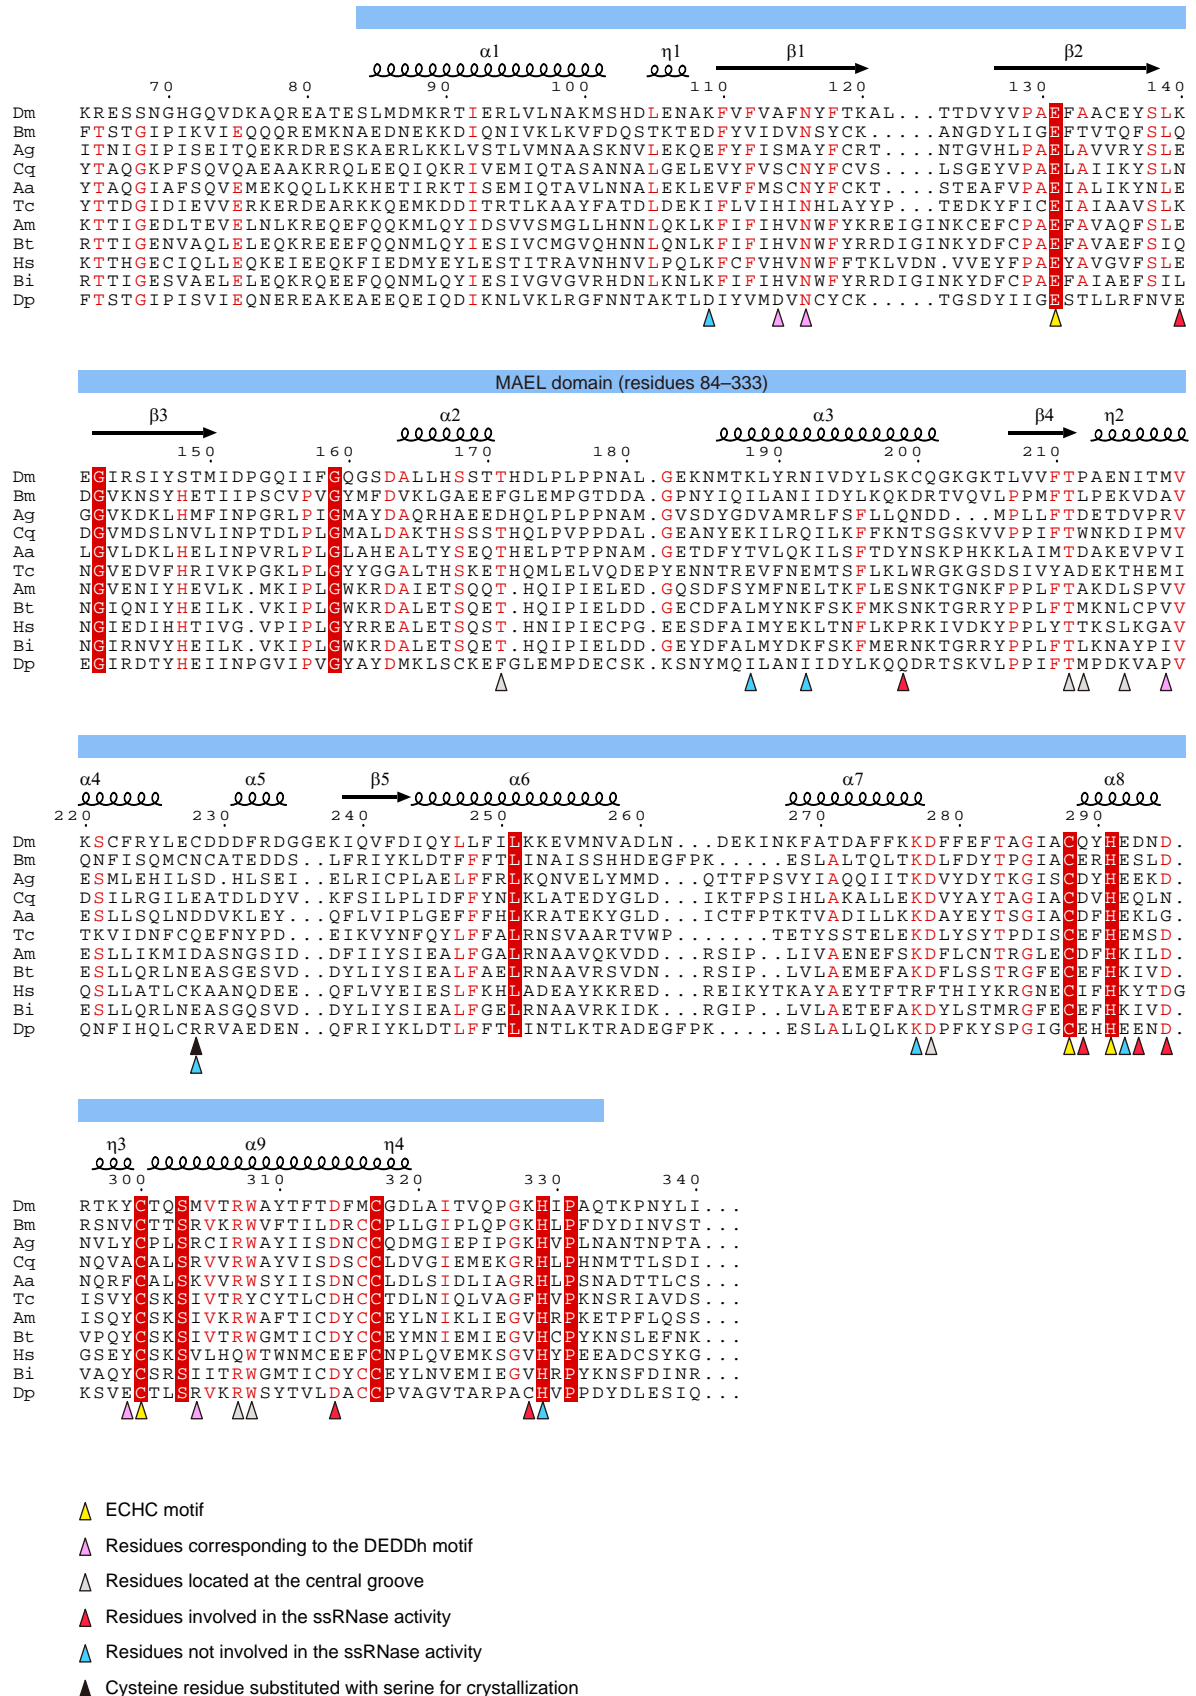 α1 η1 β1 β2
70 80 90 100 110 120 130 140
Dm KRESSNGHGQVDKAQREATESLMDMKRTIERLVLNAKMSHDLENAKFVFVAFNYFTKAL...TTDVYVPAEFAACEYSLK
Bm FTSTGIPIKVIEQQQREMKNAEDNEKKDIQNIVKLKVFDQSTKTEDFIYVIDVNSYCK.....ANGDYLIGEFTVTQFSLQ
Ag ITNIGIPISEITQEKRDRESKAERLKKLVSTLVMNAASKNVLEKQEFYFISMAYFCRT....NTGVHLPAELAVVRYSLE
Cq YTAQGKPFSQVQAEAAKRRQLEEQIQKRIVEMIQTASANNALGELEVYFVSCNYFCVS....LSGEYVPAELAIIKYSLN
Aa YTAQGIAFSQVEMEKQQLLKKHETIRKTISEMIQTAVLNNALEKLEVFFMSCNYFCKT....STEAFVPAEIALIKYNLE
Tc YTTDGIDIEVVERKERDEARKKQEMKDDITRTLKAAYFATDLDEKIFLVIHINHLAYYP...TEDKYFICEIAIAAVSLK
Am KTTIGEDLTEVELNLKREQEFQQKMLQYIDSVVSMGLLHNNLQKLKFIFIHVNWFYKREIGINKCEFCPAEFAVAEFSLE
Bt RTTIGENVAQLELEQKREEEFQQNMLQYIESIVCMGVQHNNLQNLKFIFIHVNWFYRRDIGINKYDFCPAEFAVAEFSIQ
Hs KTTHGECIQLLEQKEIEEQKFIEDMYEYLESTITRAVNHNVLPQLKFCFVHVNWFFTKLVDN.VVEYFPAEYAVGVFSLE
Bi RTTIGESVAELELEKRQEEFFQQNMLQYIESIVGVGVRHDNLKNLKFIFIHVNWFYRRDIGINKYDFCPAEFAIAEFSIL
Dp FTSTGIPISVIEQNEREAKEAEEQEIQDIKNLVKLRGFNNTAKTLDIYVMDVNCYCK.....TGSDYIIGESTLLRFNVE
MAEL domain (residues 84–333)
β3 α2 α3 β4 η2
150 160 170 180 190 200 210
Dm EGIRSIYSTMIDPGQIIFGQGSDALLHSSTTHDLPLPPNAL.GEKNMTKLYRNIVDYLSKCQGKGKTLVVFTPAENITMV
Bm DGVKNSYHETIIPSCVPVGYMFDVKLGAEEFGLEMPGTDDA.GPNYIQILANIIDYLKQKDRTVQVLPPMFTLPEKVDAV
Ag GGVKDKLHMFINPGRLPIGMAYDAQRHAEEDHQLPLPPNAM.GVSDYGDVAMRLFSFLLQNDD...MPLLFTDETDVPRV
Cq DGVMDSLNVLINPTDLPLGMALDAKTHSSSTHQLPVPPDAL.GEANYEKILRQILKFFKNTSGSKVVPPIFTWNKDIPMV
Aa LGVLDKLHELINPVRLPLGLAHEALTYSEQTHELPTPPNAM.GETDFYTVLQKILSFTDYNSKPHKKLAIMTDAKEVPVI
Tc NGVEDVFHRIVKPGKLPLGYYGGALTHSKETHQMLELVQDEPYENNTREVFNEMTSFLKLWRGKGSDSIVYADEKTHEMI
Am NGVENIYHEVLK.MKIPLGWKRDAIETSQQT.HQIPIELED.GQSDFSYMFNELTKFLESNKTGNKFPPLFTAKDLSPVV
Bt NGIQNIYHEILK.VKIPLGWKRDALETSQET.HQIPIELDD.GECDFALMYNKFSKFMKSNKTGRRYPPLFTMKNLCPVV
Hs NGIEDIHHTIVG.VPIPLGYRREALETSQST.HNIPIECPG.EESDFAIMYEKLTNFLKPRKIVDKYPPLYTTKSLKGAV
Bi NGIRNVYHEILK.VKIPLGWKRDALETSQET.HQIPIELDD.GEYDFALMYDKFSKFMERNKTGRRYPPLFTLKNAYPIV
Dp EGIRDTYHEIINPGVIPVGYAYDMKLSCKEFGLEMPDECSK.KSNYMQILANIIDYLKQQDRTSKVLPPIFTMPDKVAPV
α4 α5 β5 α6 α7 α8
220 230 240 250 260 270 280 290
Dm KSCFRYLECDDDFRDGGEKIQVFDIQYLLFILKKEVMNVADLN...DEKINKFATDAFFKKDFFEFTAGIACQYHEDND.
Bm QNFISQMCNCATEDDS..LFRIYKLDTFFFTLINAISSHHDEGFPK.....ESLALTQLTKDLFDYTPGIACERHESLD.
Ag ESMLEHILSD.HLSEI..ELRICPLAELFFRLKQNVELYMMD...QTTFPSVYIAQQIITKDVYDYTKGISCDYHEEKD.
Cq DSILRGILEATDLDYV..KFSILPLIDFFYNLKLATEDYGLD...IKTFPSIHLAKALLEKDVYAYTAGIACDVHEQLN.
Aa ESLLSQLNDDVKLEY...QFLVIPLGEFFFHLKRATEKYGLD...ICTFPTKTVADILLKKDAYEYTSGIACDFHEKLG.
Tc TKVIDNFCQEFNYPD...EIKVYNFQYLFFALRNSVAARTVWP.......TETYSSTELEKDLYSYTPDISCEFHEMSD.
Am ESLLIKMIDASNGSID..DFIIYSIEALFGALRNAAVQKVDD...RSIP..LIVAENEFSKDFLCNTRGLECDFHKILD.
Bt ESLLQRLNEASGESVD..DYLIYSIEALFAELRNAAVRSVDN...RSIP..LVLAEMEFAKDFLSSTRGFECEFHKIVD.
Hs QSLLATLCKAANQDEE..QFLVYEIESLFKHLADEAYKKRED...REIKYTKAYAEYTFTRFTHIYKRGNECIFHKYTDG
Bi ESLLQRLNEASGQSVD..DYLIYSIEALFGELRNAAVRKIDK...RGIP..LVLAETEFAKDYLSTMRGFECEFHKIVD.
Dp QNFIHQLCRRVAEDEN..QFRIYKLDTLFFTLINTLKTRADEGFPK.....ESLALLQLKKDPFKYSPGIGCEHHEEND.
η3 α9 η4
300 310 320 330 340
Dm RTKYCTQSMVTRWAYTFTDFMCGDLAITVQPGKHIPAQTKPNYLI...
Bm RSNVCTTSRVKRWVFTILDRCCPLLGIPLQPGKHLPFDYDINVST...
Ag NVLYCPLSRCIRWAYIISDNCCQDMGIEPIPGKHVPLNANTNPTA...
Cq NQVACALSRVVRWAYVISDSCCLDVGIEMEKGRHLPHNMTTLSDI...
Aa NQRFCALSKVVRWSYIISDNCCLDLSIDLIAGRHLPSNADTTLCS...
Tc ISVYCSKSIVTRYCYTLCDHCCTDLNIQLVAGFHVPKNSRIAVDS...
Am ISQYCSKSIVKRWAFTICDYCCEYLNIKLIEGVHRPKETPFLQSS...
Bt VPQYCSKSIVTRWGMTICDYCCEYMNIEMIEGVHCPYKNSLEFNK...
Hs GSEYCSKSVLHQWTWNMCEEFCNPLQVEMKSGVHYPEEADCSYKG...
Bi VAQYCSRSIITRWGMTICDYCCEYLNVEMIEGVHRPYKNSFDINR...
Dp KSVECTLSRVKRWSYTVLDACCPVAGVTARPACHVPPDYDLESIQ...
ECHC motif
Residues corresponding to the DEDDh motif
Residues located at the central groove
Residues involved in the ssRNase activity
Residues not involved in the ssRNase activity
Cysteine residue substituted with serine for crystallization